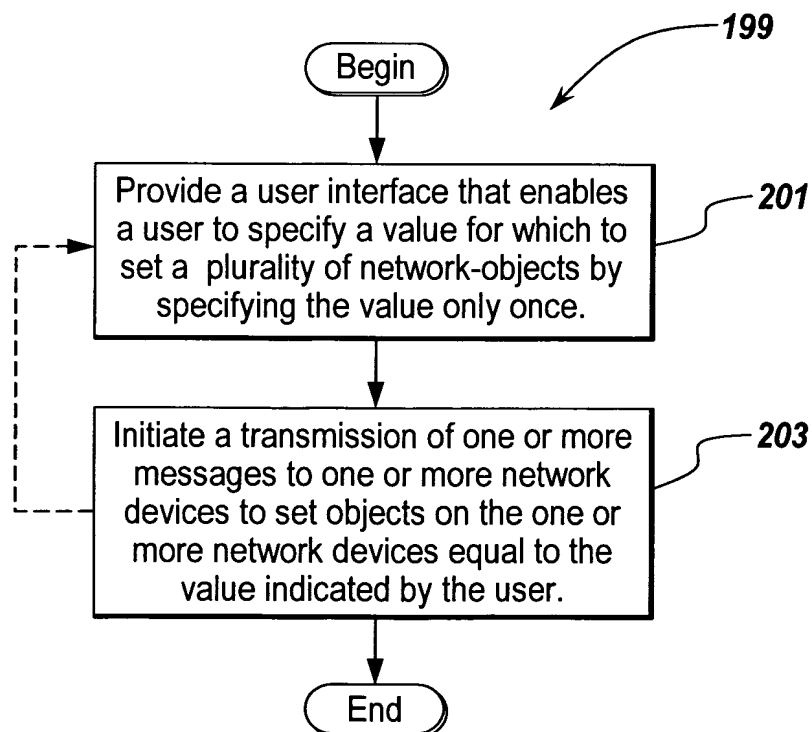 199
Begin
Provide a user interface that enables
a user to specify a value for which to
set a plurality of network-objects by
specifying the value only once.
201
Initiate a transmission of one or more
messages to one or more network
devices to set objects on the one or
more network devices equal to the
value indicated by the user.
203
End